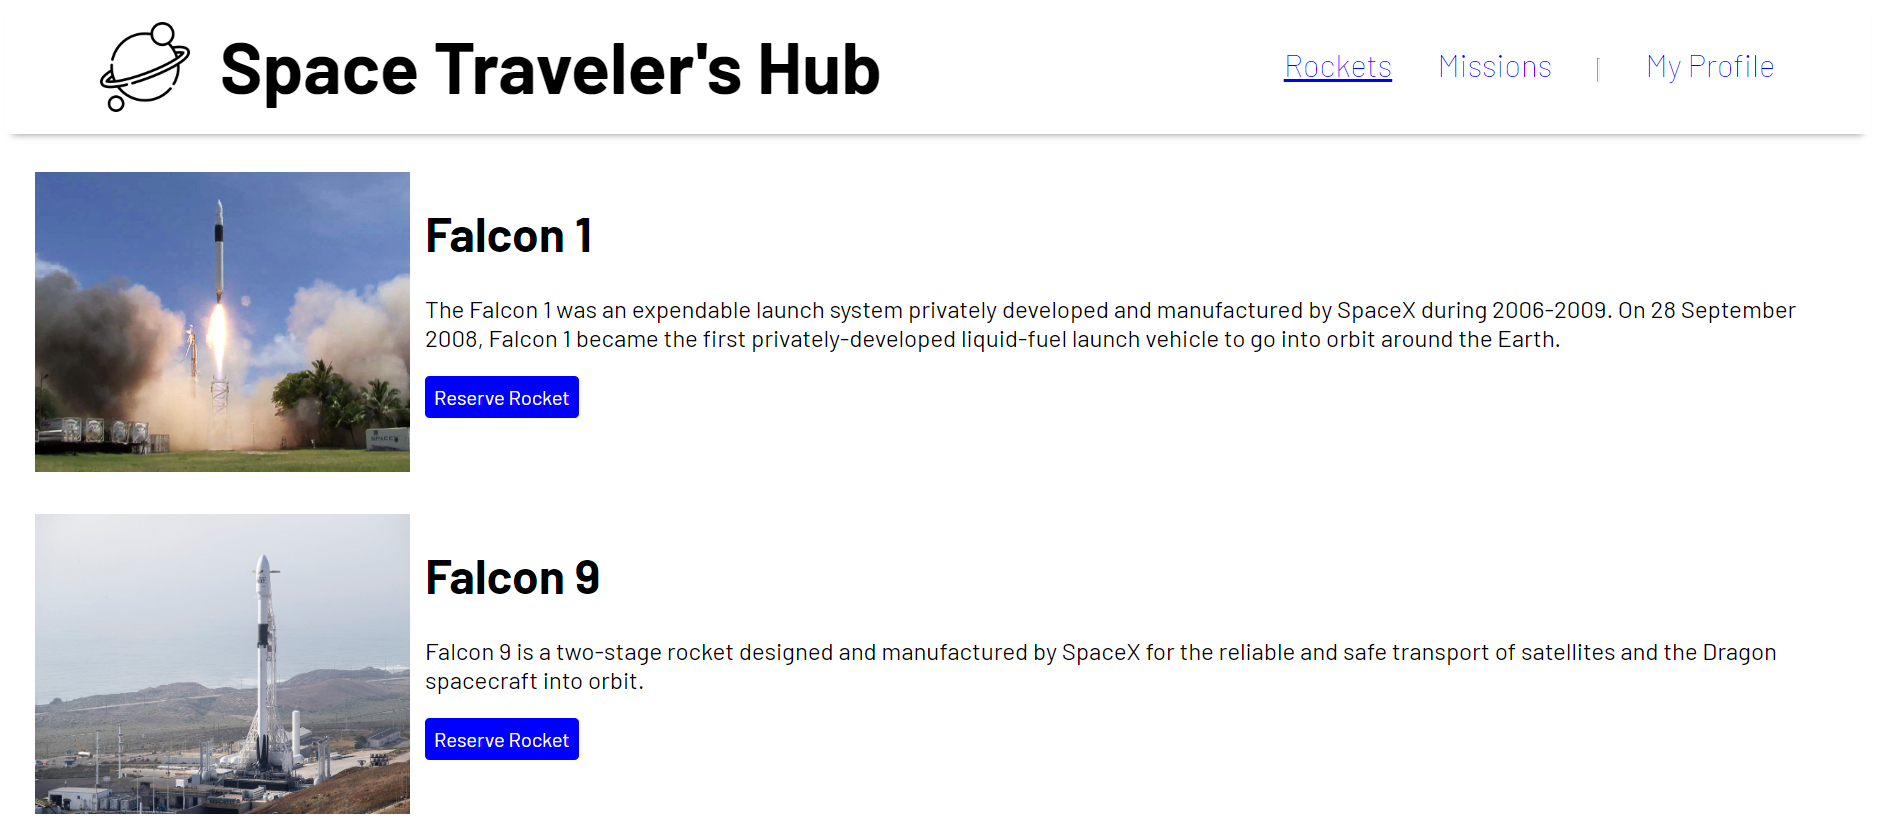 Space Traveler's Hub
Rockets Missions | My Profile
Falcon 1
The Falcon 1 was an expendable launch system privately developed and manufactured by SpaceX during 2006-2009. On 28 September
2008, Falcon 1 became the first privately-developed liquid-fuel launch vehicle to go into orbit around the Earth.
Reserve Rocket
Falcon 9
Falcon 9 is a two-stage rocket designed and manufactured by SpaceX for the reliable and safe transport of satellites and the Dragon
spacecraft into orbit.
Reserve Rocket